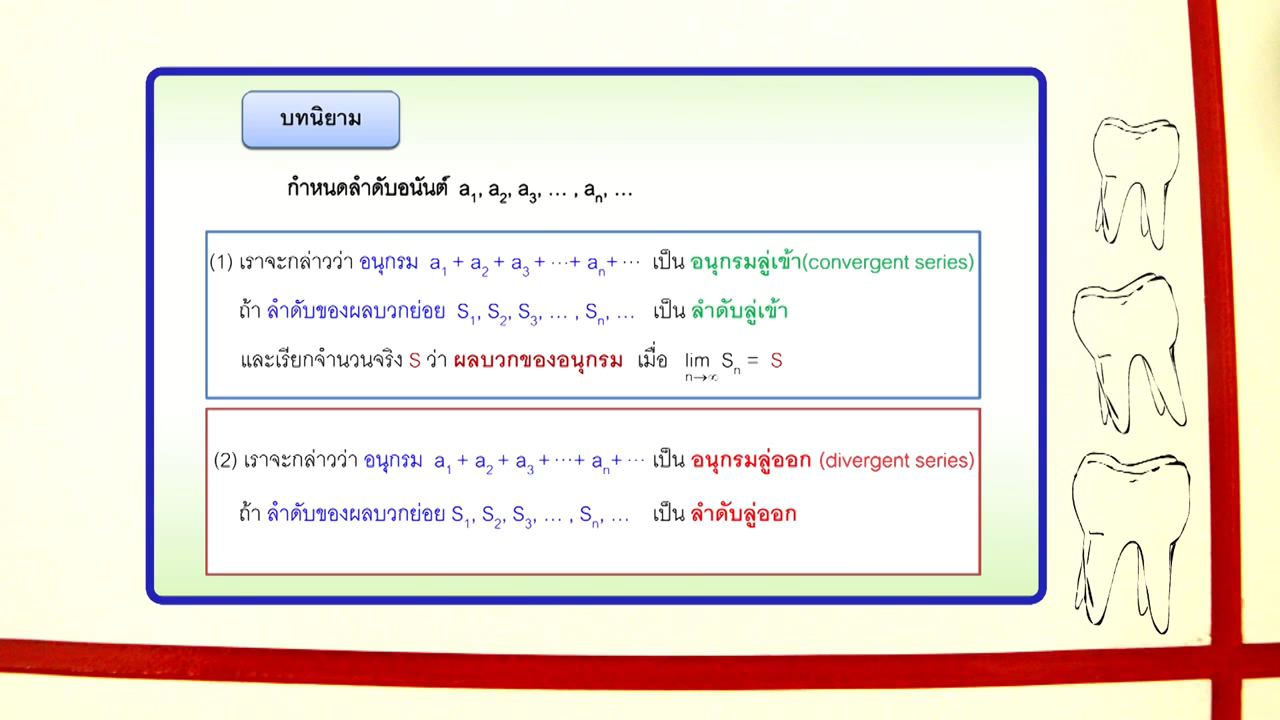 บทนิยาม
กำหนดลำดับอนันต์ a₁, a₂, a₃, … , aₙ, …
(1) เราจะกล่าวว่า อนุกรม a₁ + a₂ + a₃ + ⋯+ aₙ+ ⋯ เป็น อนุกรมลู่เข้า(convergent series)
ถ้า ลำดับของผลบวกย่อย S₁, S₂, S₃, … , Sₙ, … เป็น ลำดับลู่เข้า
และเรียกจำนวนจริง S ว่า ผลบวกของอนุกรม เมื่อ lim Sₙ = S
n→∞
(2) เราจะกล่าวว่า อนุกรม a₁ + a₂ + a₃ + ⋯+ aₙ+ ⋯ เป็น อนุกรมลู่ออก (divergent series)
ถ้า ลำดับของผลบวกย่อย S₁, S₂, S₃, … , Sₙ, … เป็น ลำดับลู่ออก